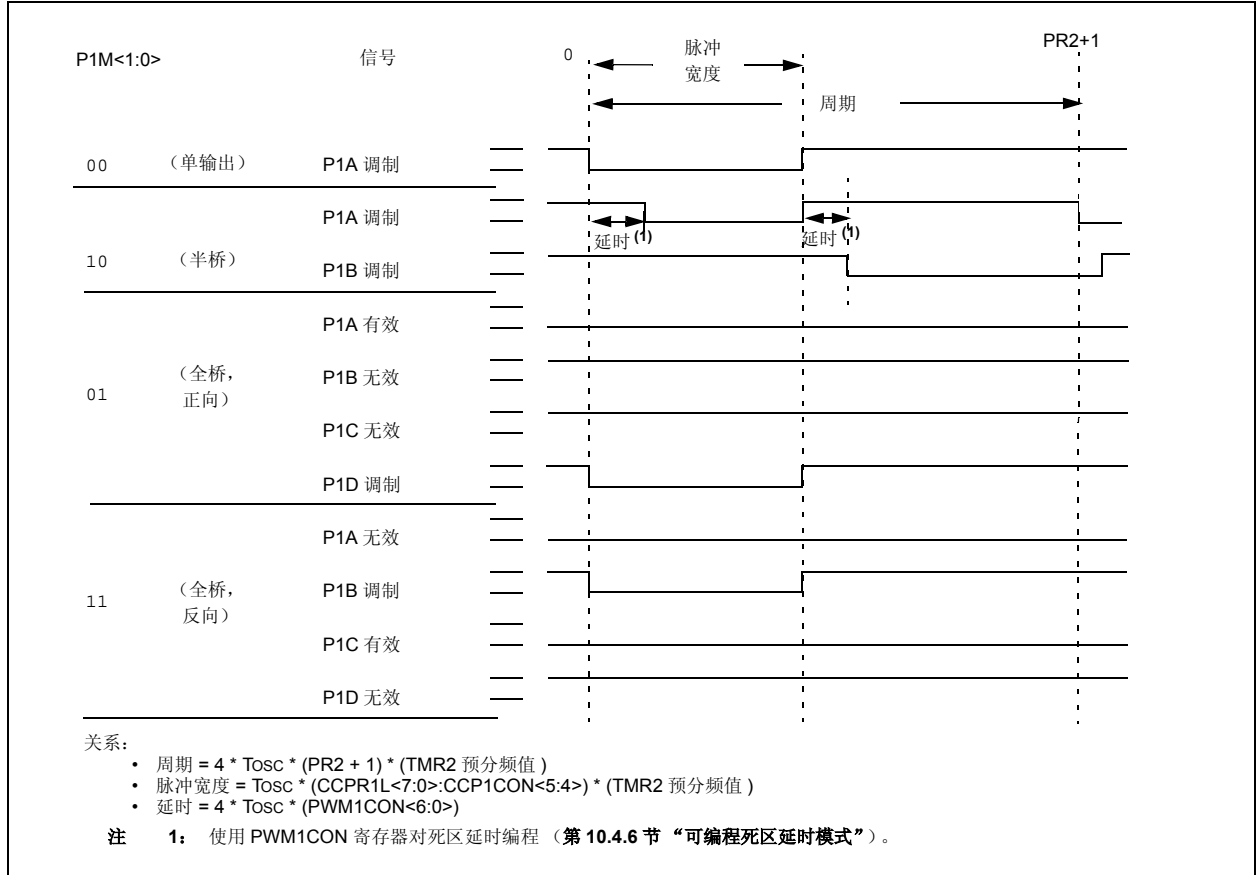 P1M<1:0> 信号 0 脉冲 PR2+1
宽度
周期
00 （单输出） P1A 调制
P1A 调制
延时 (1) 延时 (1)
10 （半桥） P1B 调制
P1A 有效
01 （全桥， P1B 无效
正向）
P1C 无效
P1D 调制
P1A 无效
11 （全桥， P1B 调制
反向）
P1C 有效
P1D 无效
关系：
• 周期 = 4 * TOSC * (PR2 + 1) * (TMR2 预分频值 )
• 脉冲宽度 = TOSC * (CCPR1L<7:0>:CCP1CON<5:4>) * (TMR2 预分频值 )
• 延时 = 4 * TOSC * (PWM1CON<6:0>)
注 1： 使用 PWM1CON 寄存器对死区延时编程 （第 10.4.6 节 “可编程死区延时模式”）。